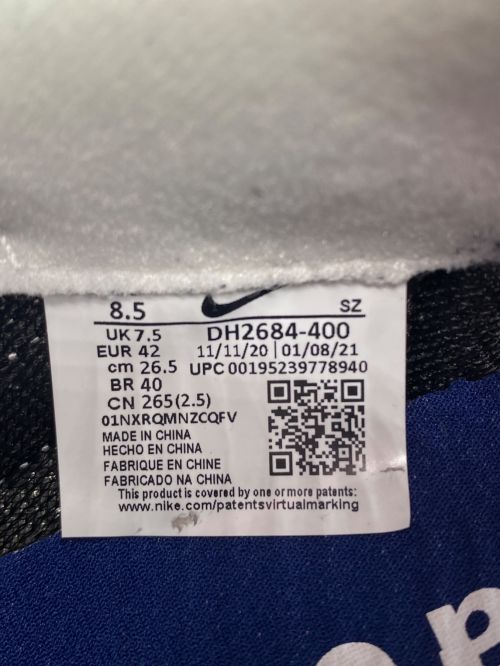 8.5 SZ
UK 7.5 DH2684-400
EUR 42 11/11/20 | 01/08/21
cm 26.5 UPC 00195239778940
BR 40
CN 265(2.5)
01NXRQMNZCQFV
MADE IN CHINA
HECHO EN CHINA
FABRIQUE EN CHINE
FABRICADO NA CHINA
This product is covered by one or more patents:
www.nike.com/patentsvirtualmarking